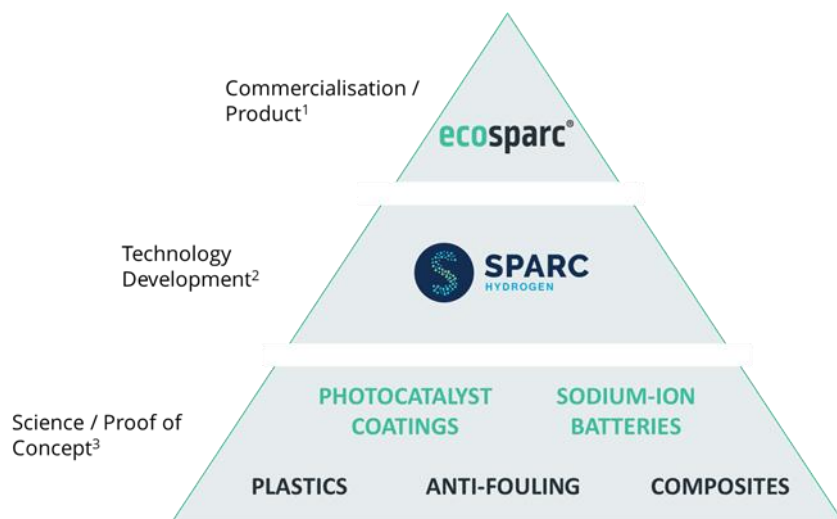 Commercialisation /
Product¹
ecosparc®
Technology
Development²
SPARC
HYDROGEN
PHOTOCATALYST
COATINGS
SODIUM-ION
BATTERIES
Science / Proof of
Concept³
PLASTICS
ANTI-FOULING
COMPOSITES